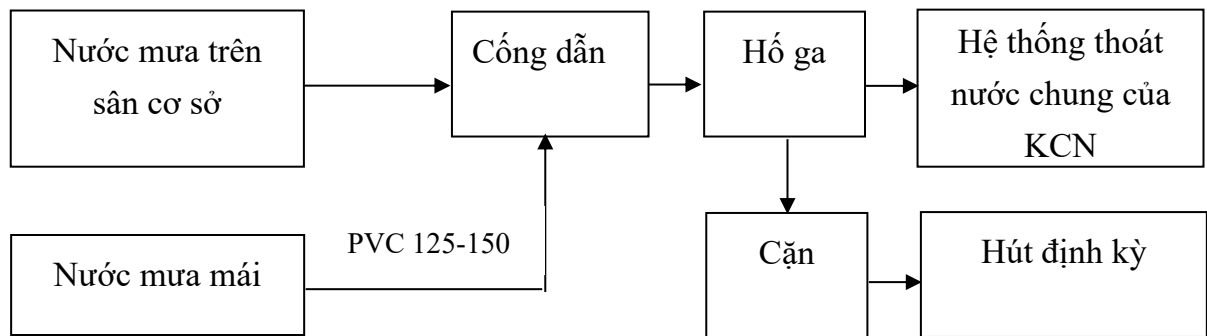 Nước mưa trên
sân cơ sở
Cống dẫn
Hố ga
Hệ thống thoát
nước chung của
KCN
Nước mưa mái
PVC 125-150
Cặn
Hút định kỳ